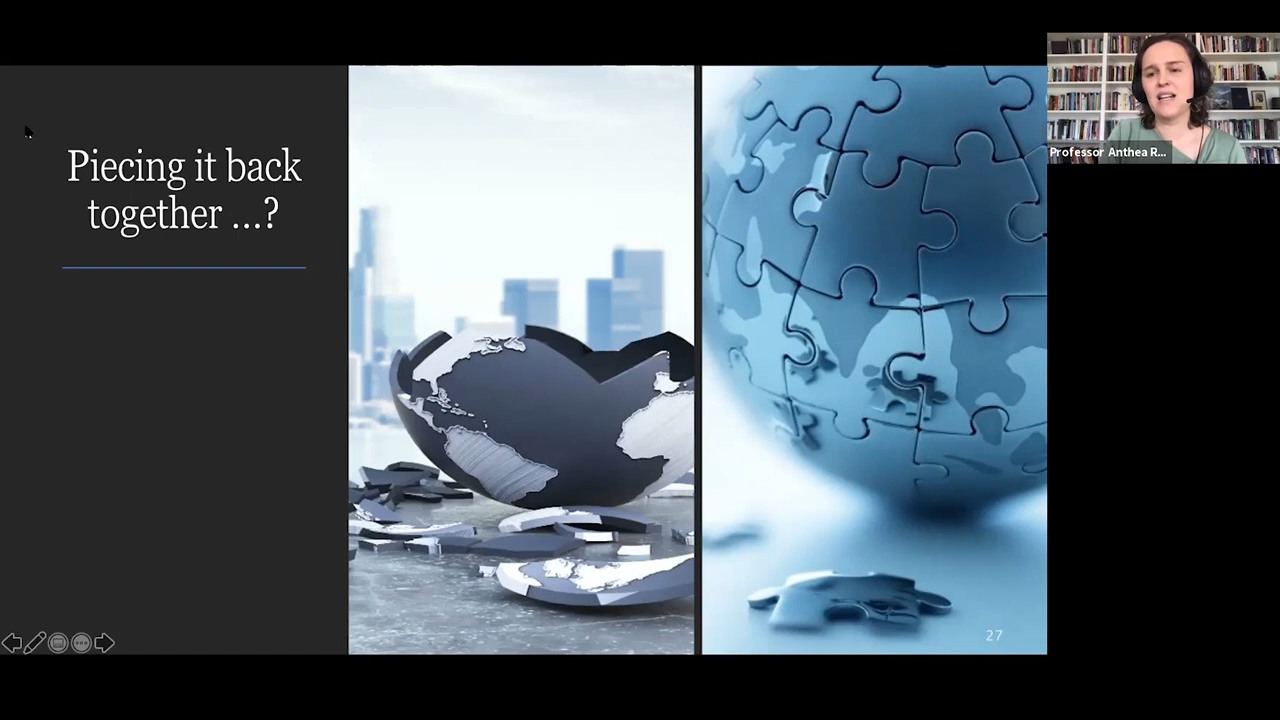 Piecing it back
together ...?
Professor Anthea R...
27